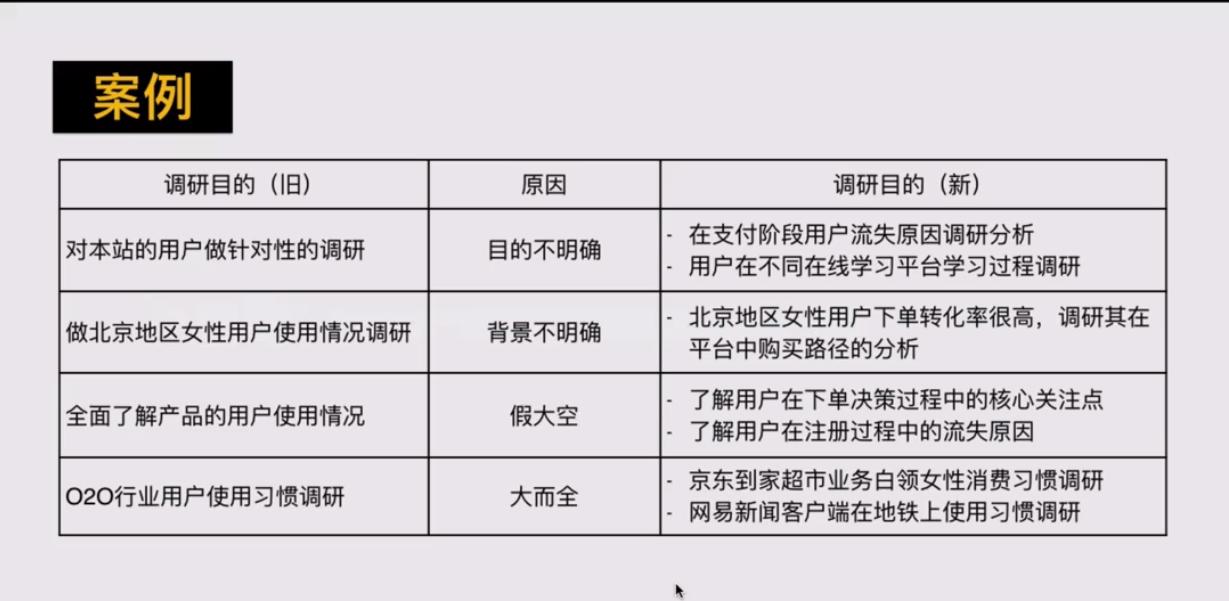 案例
调研目的（旧）
原因
调研目的（新）
对本站的用户做针对性的调研
目的不明确
- 在支付阶段用户流失原因调研分析
- 用户在不同在线学习平台学习过程调研
做北京地区女性用户使用情况调研
背景不明确
- 北京地区女性用户下单转化率很高，调研其在
平台中购买路径的分析
全面了解产品的用户使用情况
假大空
- 了解用户在下单决策过程中的核心关注点
- 了解用户在注册过程中的流失原因
O2O行业用户使用习惯调研
大而全
- 京东到家超市业务白领女性消费习惯调研
- 网易新闻客户端在地铁上使用习惯调研